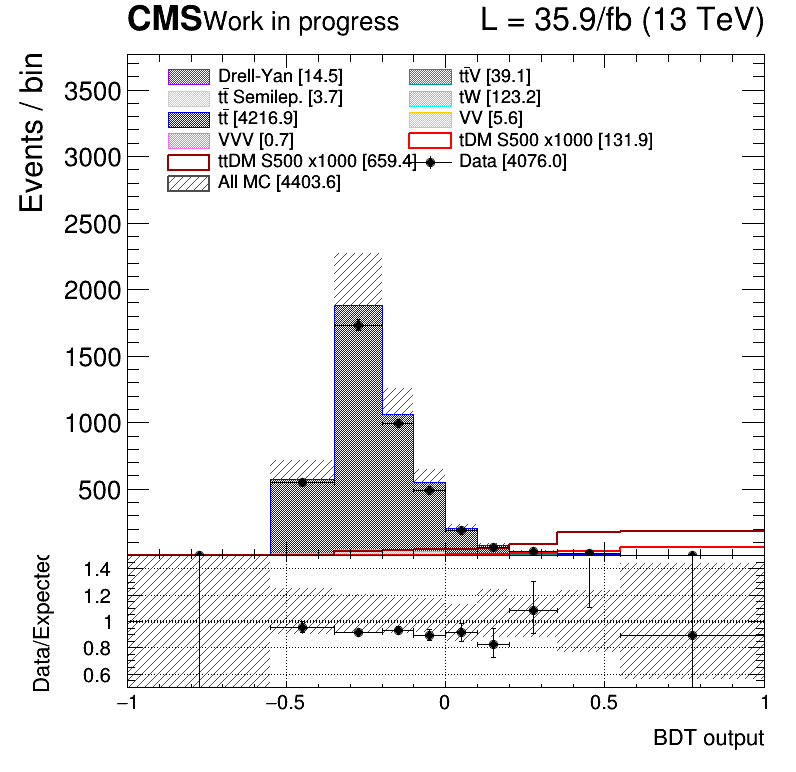 CMS Work in progress L = 35.9/fb (13 TeV)
Events / bin
3500
3000
2500
2000
1500
1000
500
Drell-Yan [14.5] tt̄V [39.1]
tt̄ Semilep. [3.7] tW [123.2]
tt̄ [4216.9] VV [5.6]
VVV [0.7] tDM S500 x1000 [131.9]
ttDM S500 x1000 [659.4] Data [4076.0]
All MC [4403.6]
Data/Expected
1.4
1.2
1
0.8
0.6
−1 −0.5 0 0.5 1
BDT output